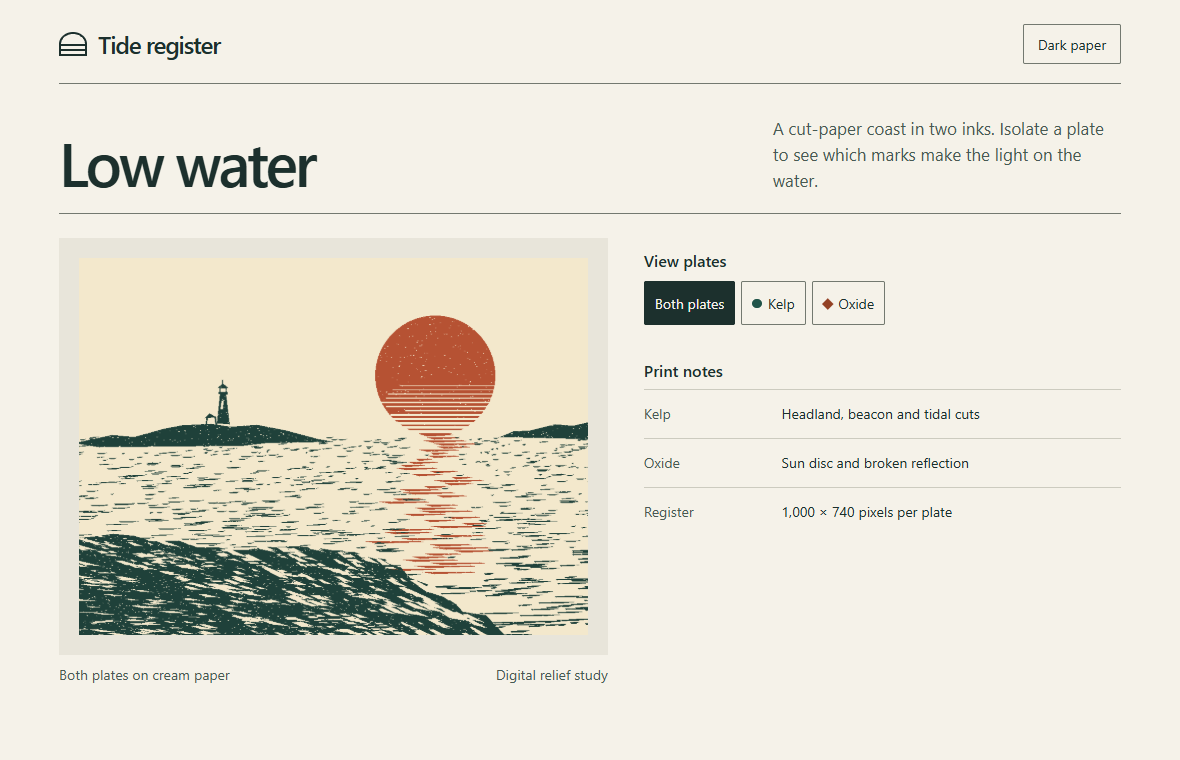 Tide register
Dark paper
Low water
A cut-paper coast in two inks. Isolate a plate
to see which marks make the light on the
water.
View plates
Both plates
Kelp
Oxide
Print notes
Kelp
Headland, beacon and tidal cuts
Oxide
Sun disc and broken reflection
Register
1,000 × 740 pixels per plate
Both plates on cream paper
Digital relief study